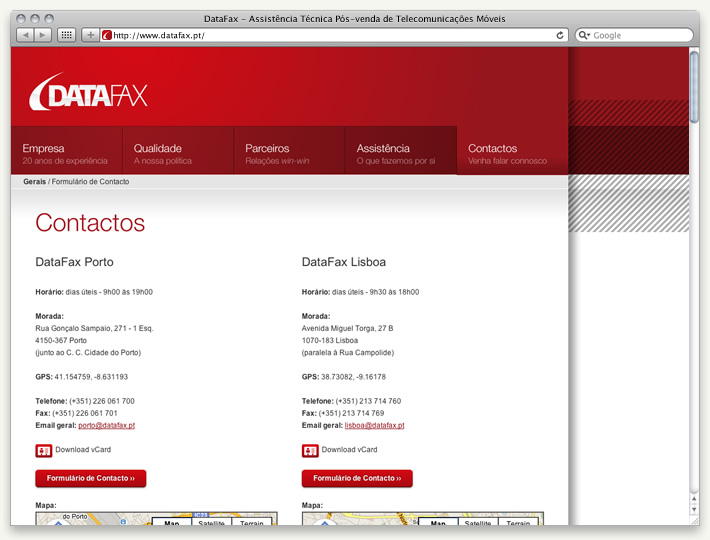 DataFax – Assistência Técnica Pós-venda de Telecomunicações Móveis
http://www.datafax.pt/
Google
DATAFAX
Empresa
20 anos de experiência
Qualidade
A nossa política
Parceiros
Relações win-win
Assistência
O que fazemos por si
Contactos
Venha falar connosco
Gerais / Formulário de Contacto
Contactos
DataFax Porto
Horário: dias úteis - 9h00 às 19h00
Morada:
Rua Gonçalo Sampaio, 271 - 1 Esq.
4150-367 Porto
(junto ao C. C. Cidade do Porto)
GPS: 41.154759, -8.631193
Telefone: (+351) 226 061 700
Fax: (+351) 226 061 701
Email geral: porto@datafax.pt
Download vCard
Formulário de Contacto ››
Mapa:
do Porto
Map
Satellite
Terrain
DataFax Lisboa
Horário: dias úteis - 9h30 às 18h00
Morada:
Avenida Miguel Torga, 27 B
1070-183 Lisboa
(paralela à Rua Campolide)
GPS: 38.73082, -9.16178
Telefone: (+351) 213 714 760
Fax: (+351) 213 714 769
Email geral: lisboa@datafax.pt
Download vCard
Formulário de Contacto ››
Mapa:
Map
Satellite
Terrain